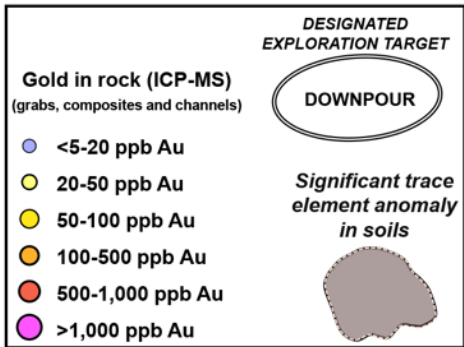 DESIGNATED
EXPLORATION TARGET
DOWNPOUR
Gold in rock (ICP-MS)
(grabs, composites and channels)
<5-20 ppb Au
20-50 ppb Au
50-100 ppb Au
100-500 ppb Au
500-1,000 ppb Au
>1,000 ppb Au
Significant trace
element anomaly
in soils